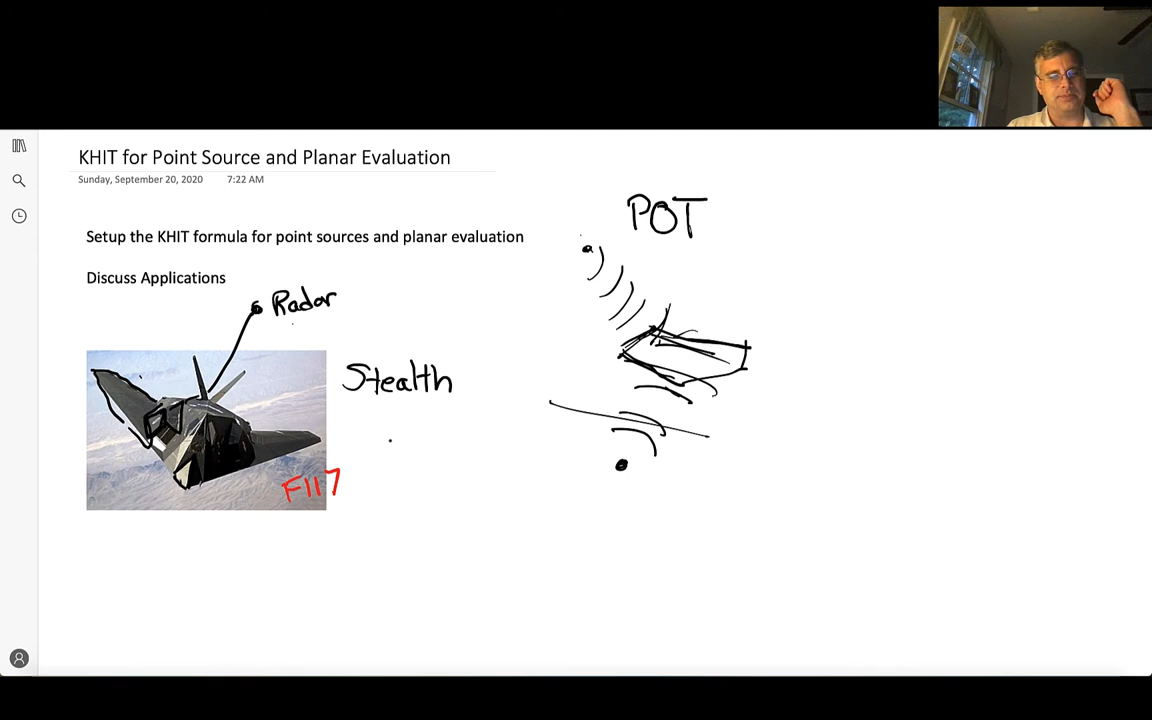 KHIT for Point Source and Planar Evaluation
Sunday, September 20, 2020 7:22 AM
Setup the KHIT formula for point sources and planar evaluation
Discuss Applications
Radar
Stealth
F117
POT